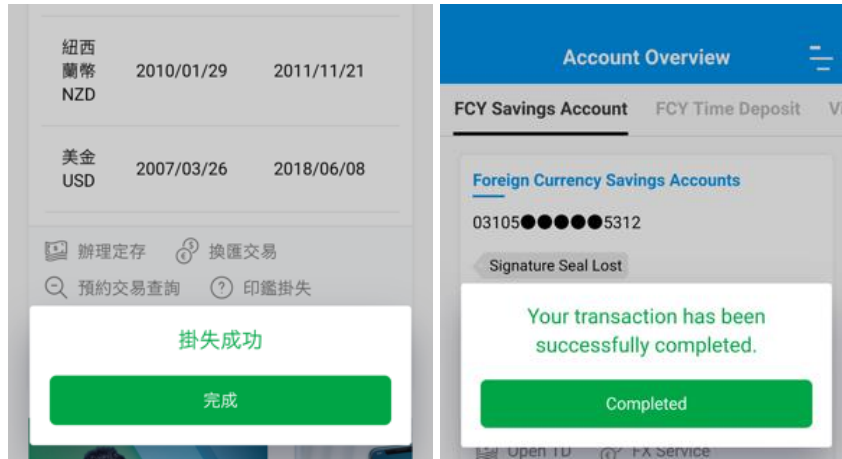 紐西
蘭幣
NZD
2010/01/29
2011/11/21
美金
USD
2007/03/26
2018/06/08
辦理定存
換匯交易
預約交易查詢
印鑑掛失
掛失成功
完成
Account Overview
FCY Savings Account
FCY Time Deposit
Foreign Currency Savings Accounts
03105●●●●●5312
Signature Seal Lost
Your transaction has been
successfully completed.
Completed
Open TD
FX Service